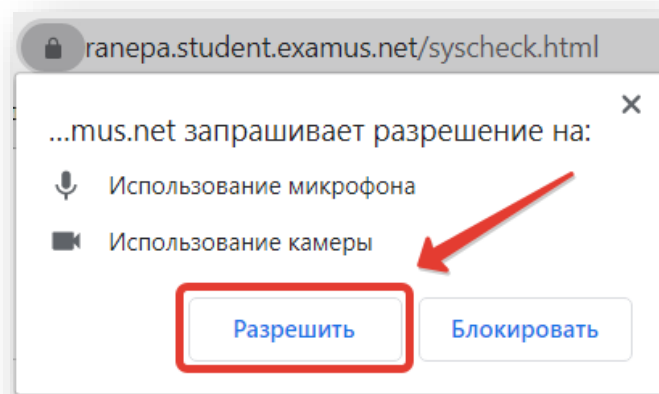 ranepa.student.examus.net/syscheck.html
...mus.net запрашивает разрешение на:
Использование микрофона
Использование камеры
Разрешить
Блокировать